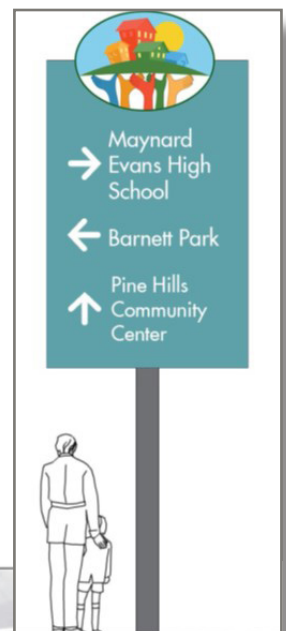 Maynard
Evans High
School
Barnett Park
Pine Hills
Community
Center